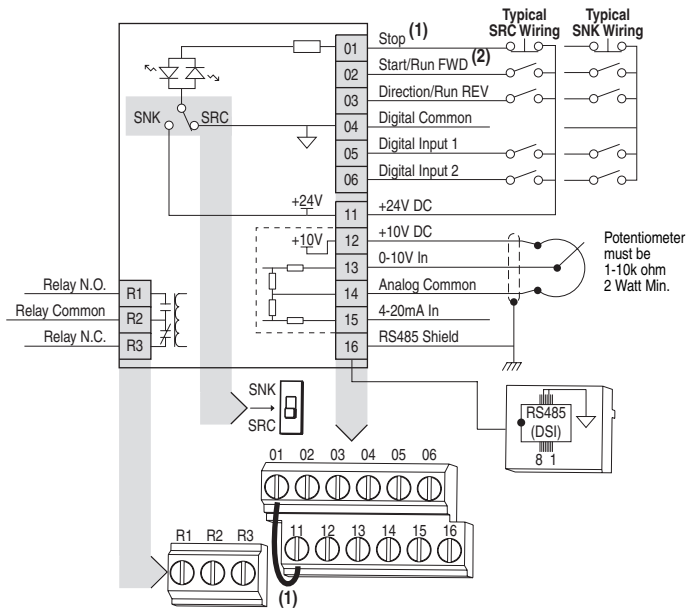 Typical
SRC Wiring
Typical
SNK Wiring
01 Stop (1)
02 Start/Run FWD (2)
03 Direction/Run REV
SNK SRC
04 Digital Common
05 Digital Input 1
06 Digital Input 2
+24V
11 +24V DC
+10V
12 +10V DC
13 0-10V In
14 Analog Common
15 4-20mA In
16 RS485 Shield
Potentiometer
must be
1-10k ohm
2 Watt Min.
Relay N.O. R1
Relay Common R2
Relay N.C. R3
SNK
SRC
RS485
(DSI)
8 1
01 02 03 04 05 06
11 12 13 14 15 16
R1 R2 R3
(1)